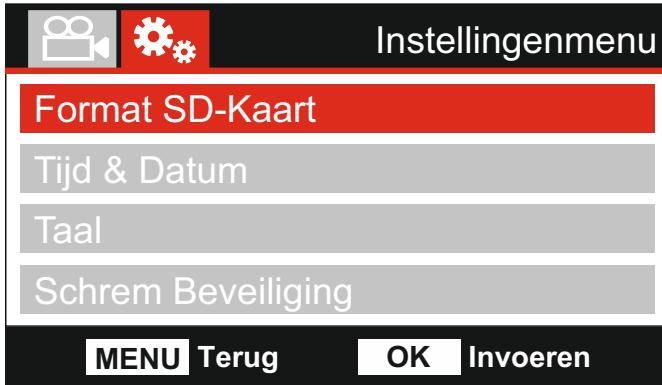 Instellingenmenu
Format SD-Kaart
Tijd & Datum
Taal
Schrem Beveiliging
MENU Terug OK Invoeren